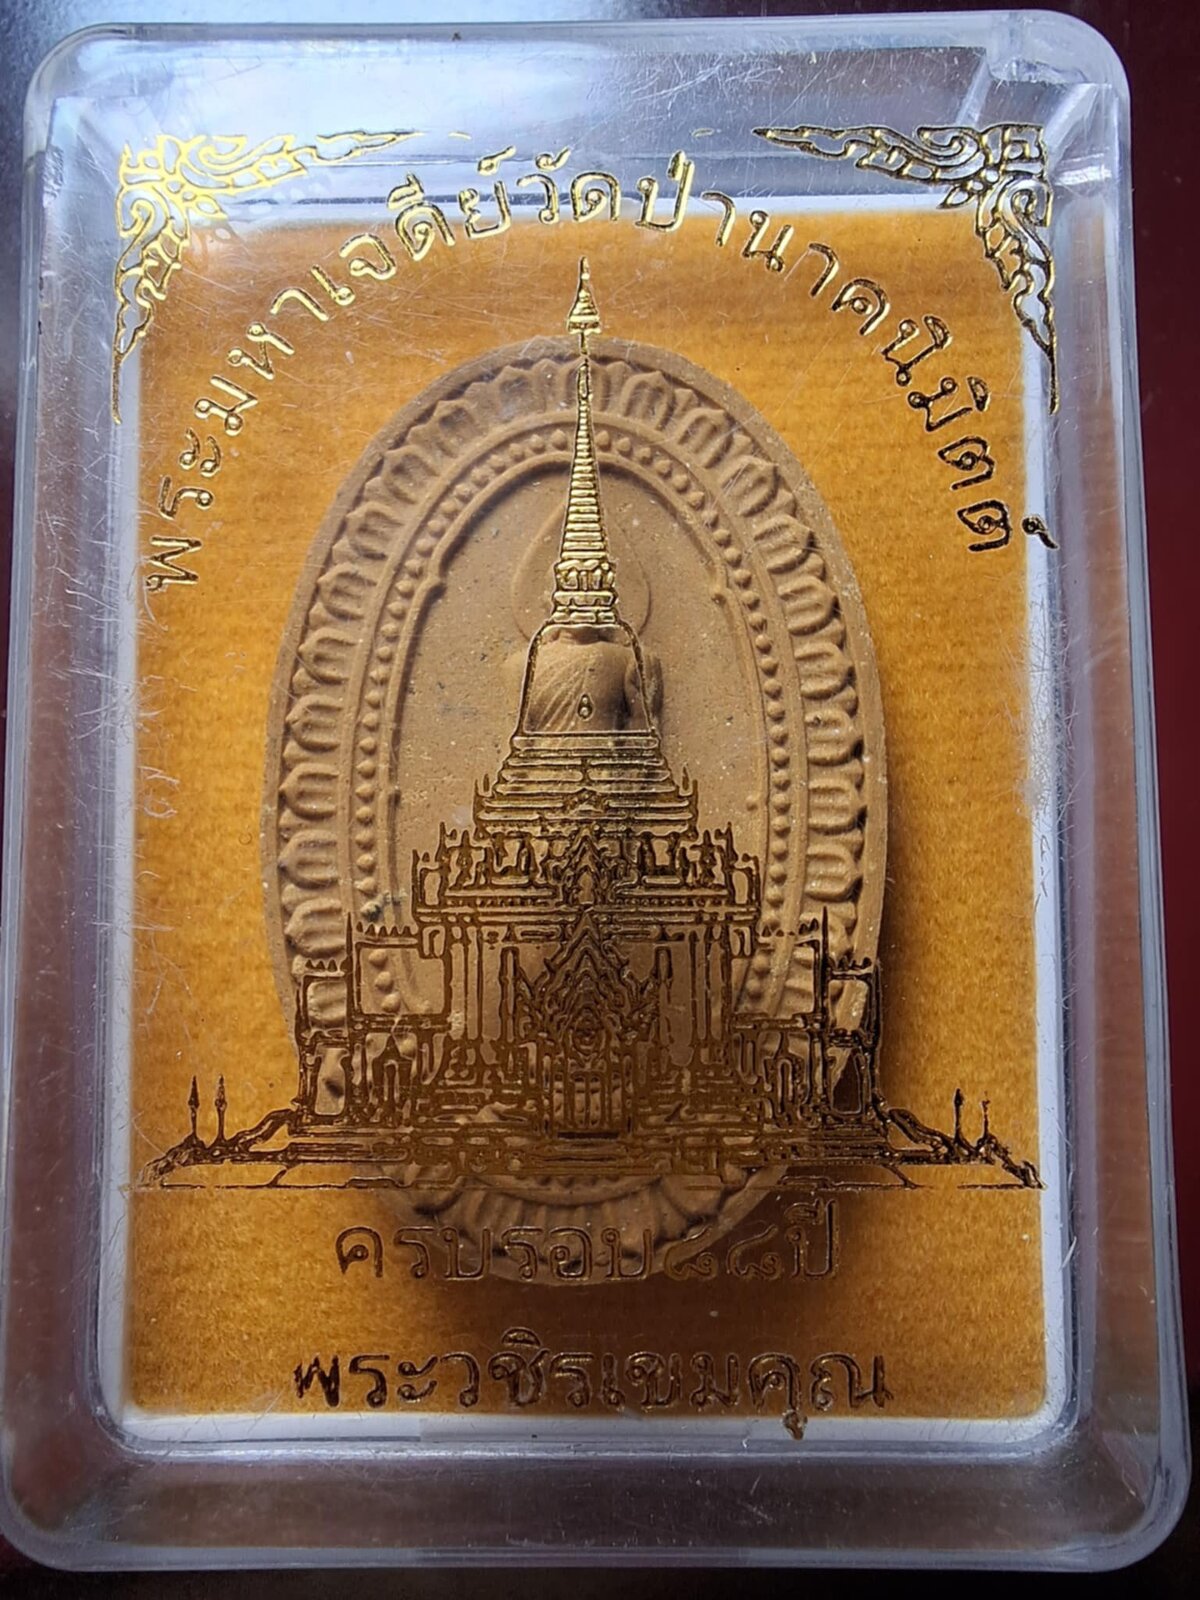 พระมหาเจดีย์วัดป่านาคนิมิตต์
ครบรอบ๘๘ปี
พระวชิรเขมคุณ